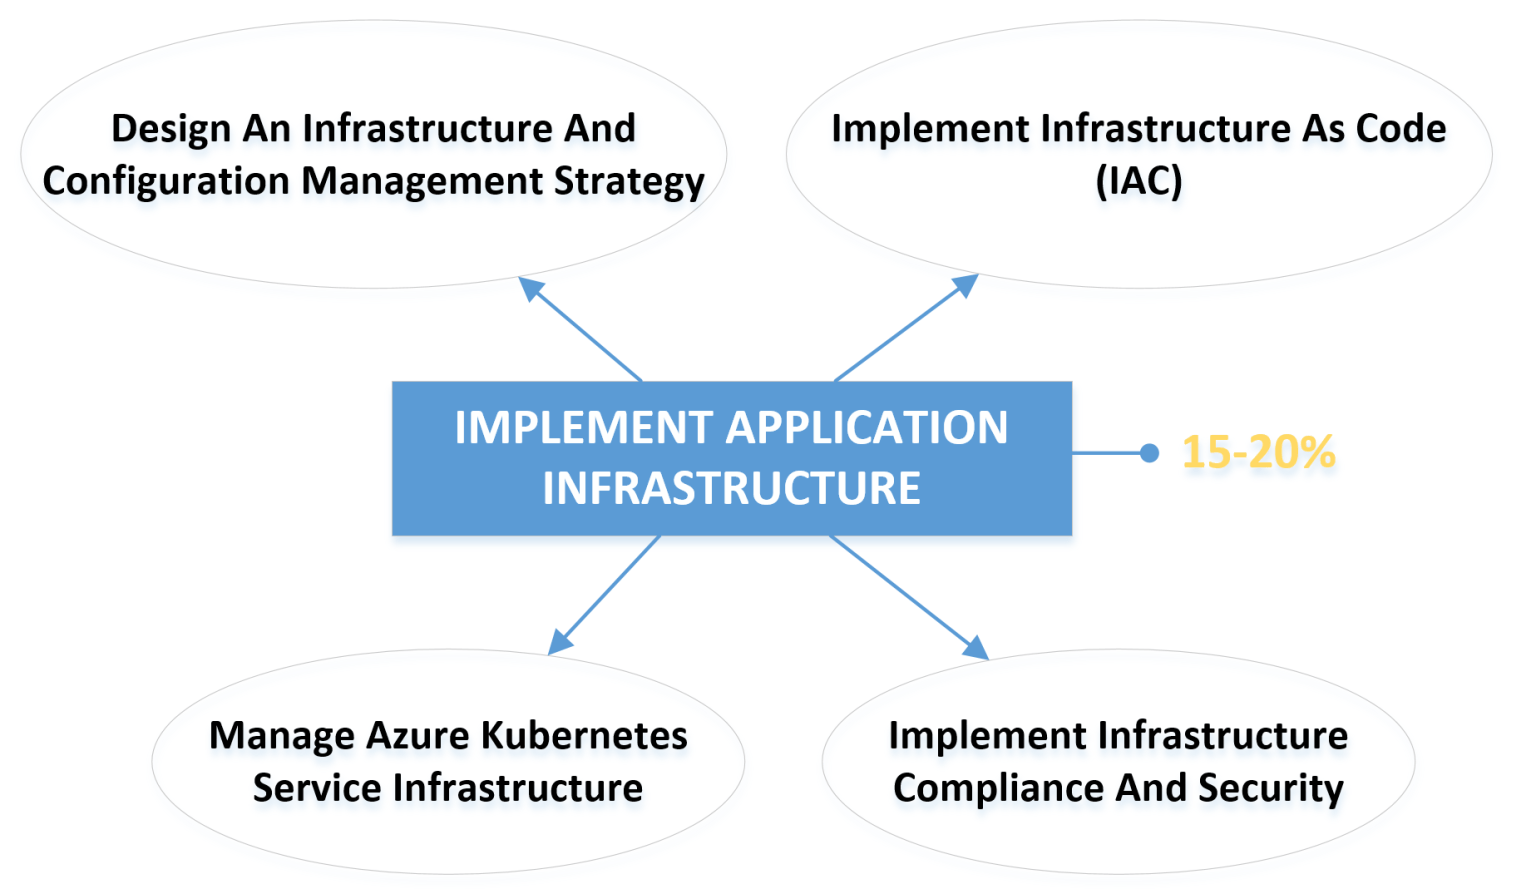 Design An Infrastructure And
Configuration Management Strategy
Implement Infrastructure As Code
(IAC)
IMPLEMENT APPLICATION
INFRASTRUCTURE
15-20%
Manage Azure Kubernetes
Service Infrastructure
Implement Infrastructure
Compliance And Security